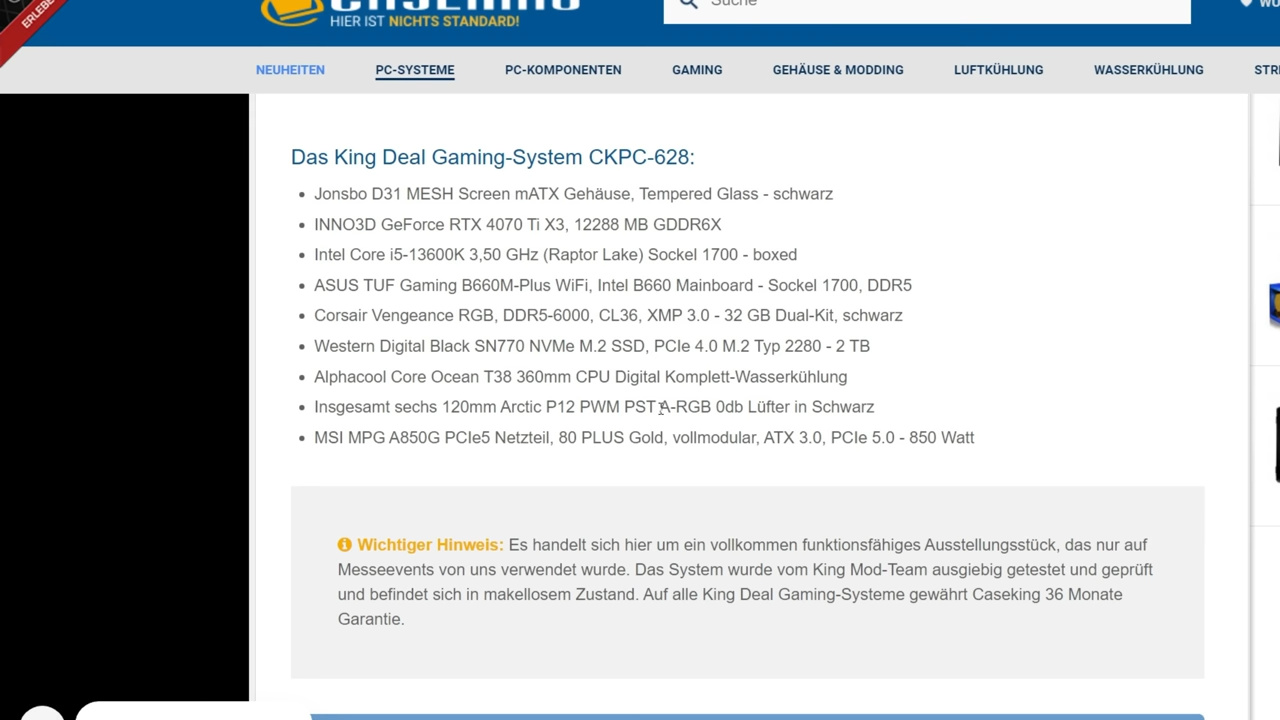 ERLEBE
HIER IST NICHTS STANDARD!
Suche
NEUHEITEN PC-SYSTEME PC-KOMPONENTEN GAMING GEHÄUSE & MODDING LUFTKÜHLUNG WASSERKÜHLUNG
Das King Deal Gaming-System CKPC-628:
Jonsbo D31 MESH Screen mATX Gehäuse, Tempered Glass - schwarz
INNO3D GeForce RTX 4070 Ti X3, 12288 MB GDDR6X
Intel Core i5-13600K 3,50 GHz (Raptor Lake) Sockel 1700 - boxed
ASUS TUF Gaming B660M-Plus WiFi, Intel B660 Mainboard - Sockel 1700, DDR5
Corsair Vengeance RGB, DDR5-6000, CL36, XMP 3.0 - 32 GB Dual-Kit, schwarz
Western Digital Black SN770 NVMe M.2 SSD, PCIe 4.0 M.2 Typ 2280 - 2 TB
Alphacool Core Ocean T38 360mm CPU Digital Komplett-Wasserkühlung
Insgesamt sechs 120mm Arctic P12 PWM PST A-RGB 0db Lüfter in Schwarz
MSI MPG A850G PCIe5 Netzteil, 80 PLUS Gold, vollmodular, ATX 3.0, PCIe 5.0 - 850 Watt
Wichtiger Hinweis: Es handelt sich hier um ein vollkommen funktionsfähiges Ausstellungsstück, das nur auf
Messeevents von uns verwendet wurde. Das System wurde vom King Mod-Team ausgiebig getestet und geprüft
und befindet sich in makellosem Zustand. Auf alle King Deal Gaming-Systeme gewährt Caseking 36 Monate
Garantie.